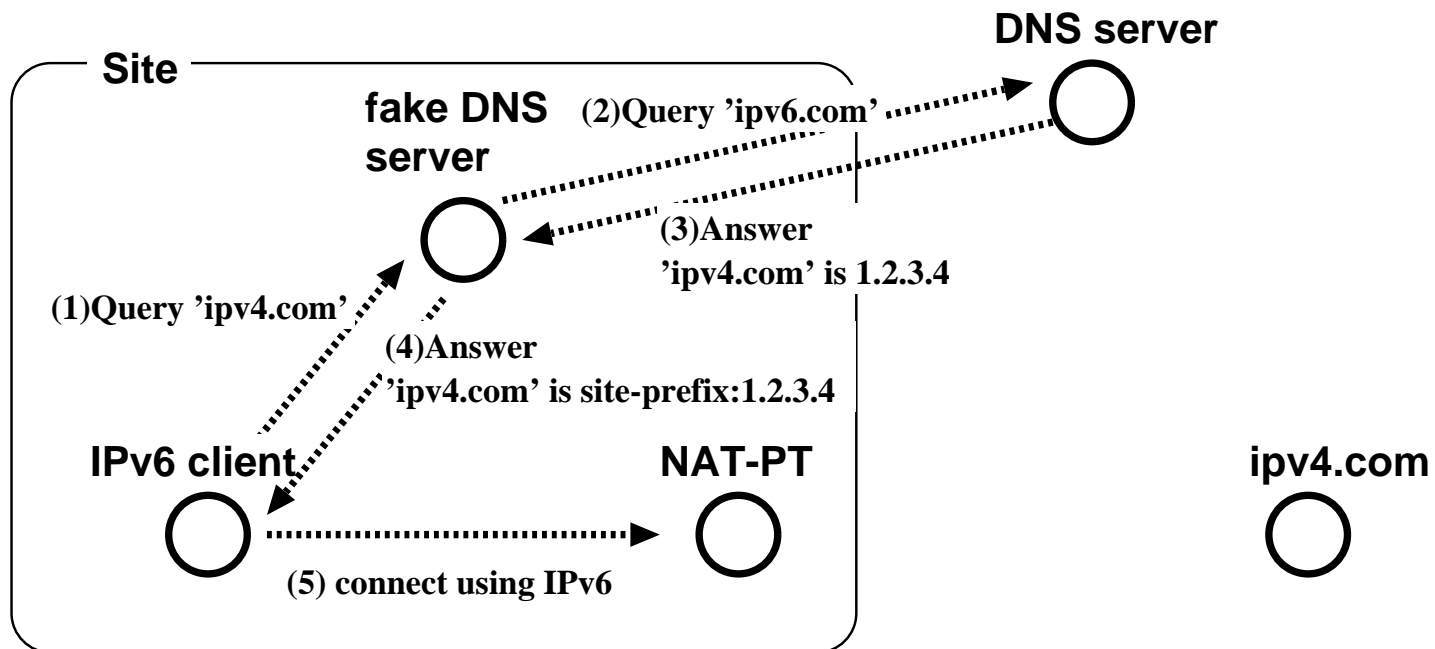 DNS server
Site
fake DNS
server
(2)Query ’ipv6.com’
(3)Answer
’ipv4.com’ is 1.2.3.4
(1)Query ’ipv4.com’
(4)Answer
’ipv4.com’ is site-prefix:1.2.3.4
IPv6 client
NAT-PT
ipv4.com
(5) connect using IPv6